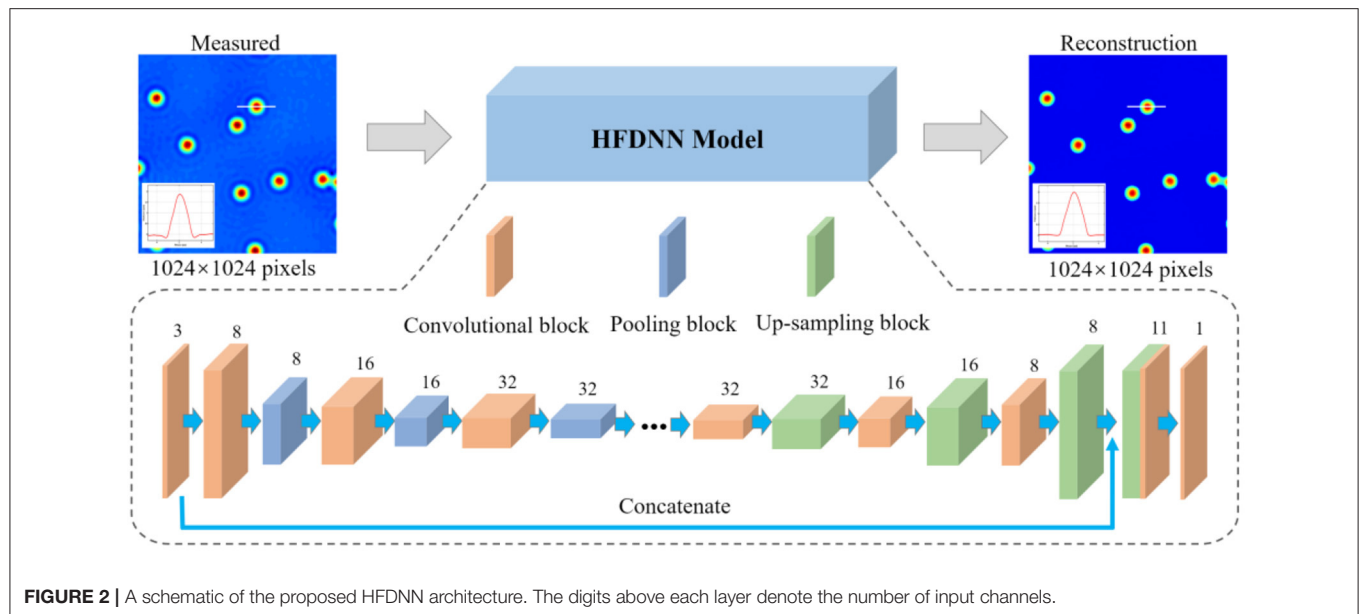 Measured
Reconstruction
HFDNN Model
1024×1024 pixels
1024×1024 pixels
Convolutional block
Pooling block
Up-sampling block
3
8
8
16
16
32
32
•••
32
32
16
16
8
8
11
1
Concatenate
FIGURE 2 | A schematic of the proposed HFDNN architecture. The digits above each layer denote the number of input channels.